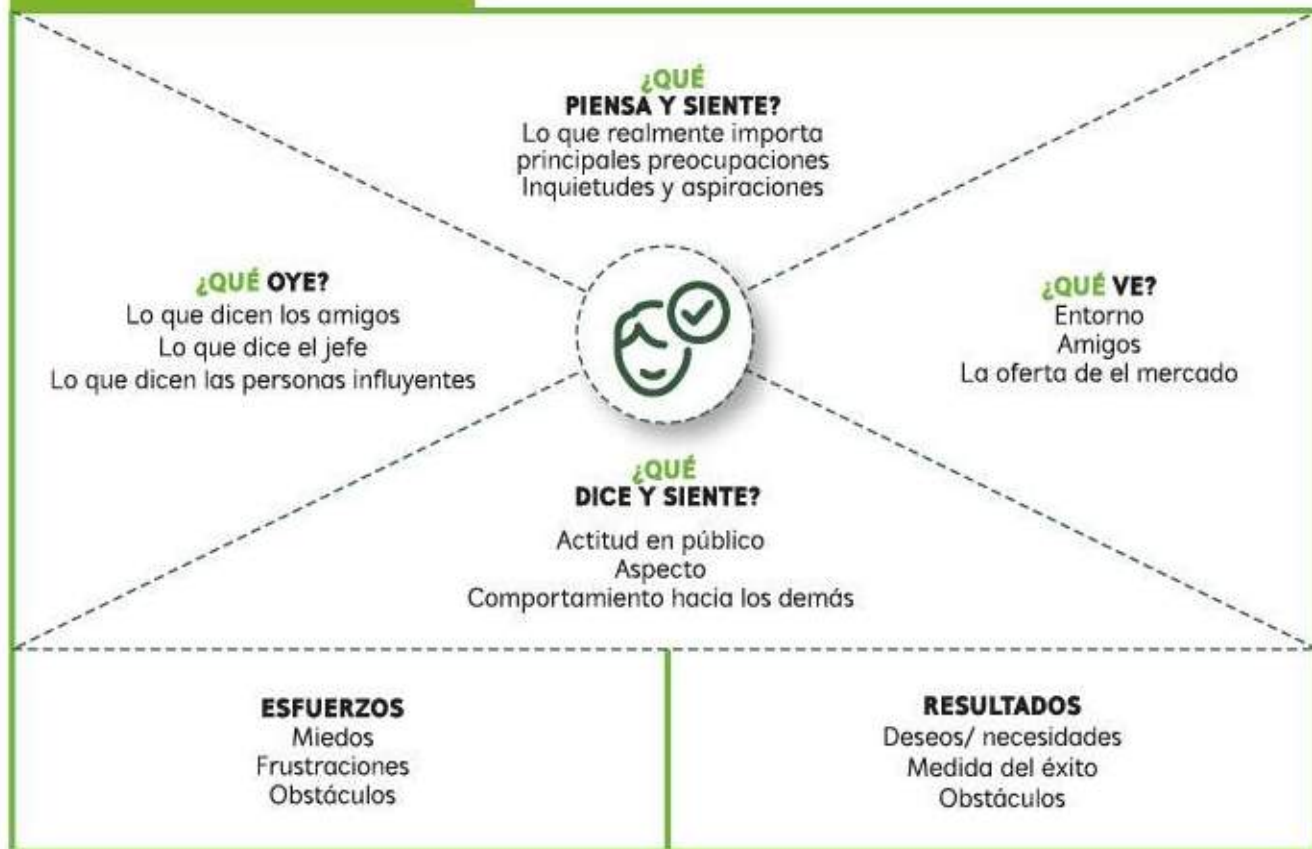 ¿QUÉ
PIENSA Y SIENTE?
Lo que realmente importa
principales preocupaciones
Inquietudes y aspiraciones
¿QUÉ OYE?
Lo que dicen los amigos
Lo que dice el jefe
Lo que dicen las personas influyentes
¿QUÉ VE?
Entorno
Amigos
La oferta de el mercado
¿QUÉ
DICE Y SIENTE?
Actitud en público
Aspecto
Comportamiento hacia los demás
ESFUERZOS
Miedos
Frustraciones
Obstáculos
RESULTADOS
Deseos/ necesidades
Medida del éxito
Obstáculos